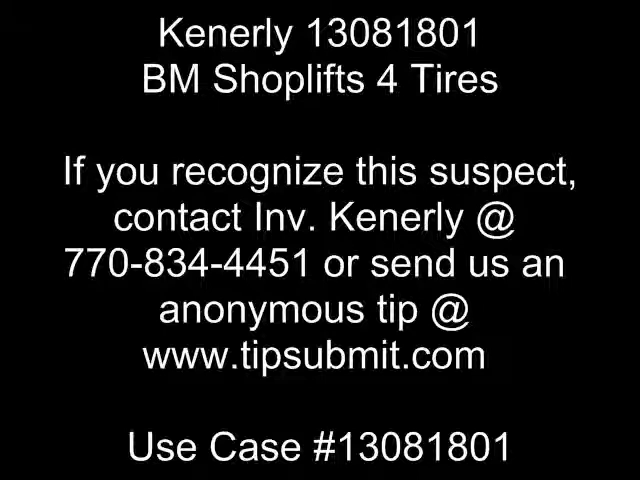 Kenerly 13081801
BM Shoplifts 4 Tires
If you recognize this suspect,
contact Inv. Kenerly @
770-834-4451 or send us an
anonymous tip @
www.tipsubmit.com
Use Case #13081801